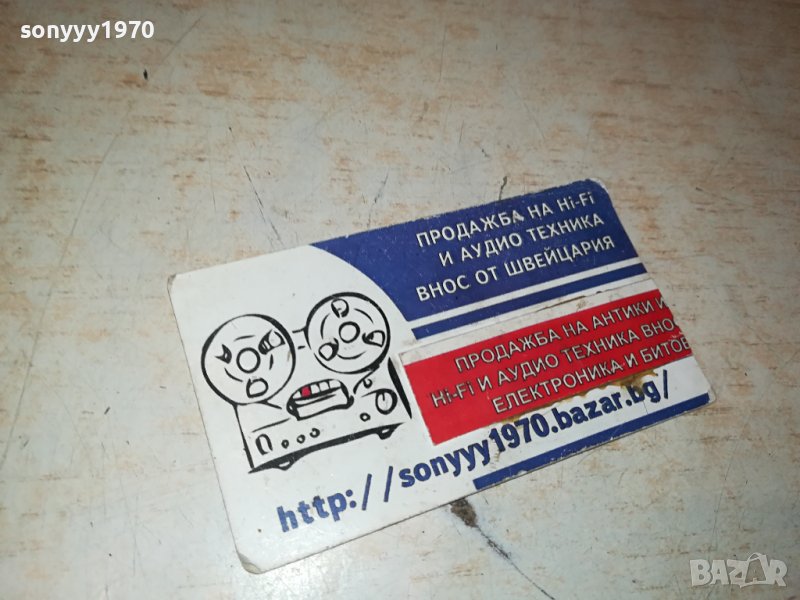 sonyyy1970
ПРОДАЖБА НА Hi-Fi
И АУДИО ТЕХНИКА
ВНОС ОТ ШВЕЙЦАРИЯ
ПРОДАЖБА НА АНТИКИ И
Hi-Fi И АУДИО ТЕХНИКА ВНО
ЕЛЕКТРОНИКА И БИТОВ
http://sonyyy1970.bazar.bg/
BAZAR